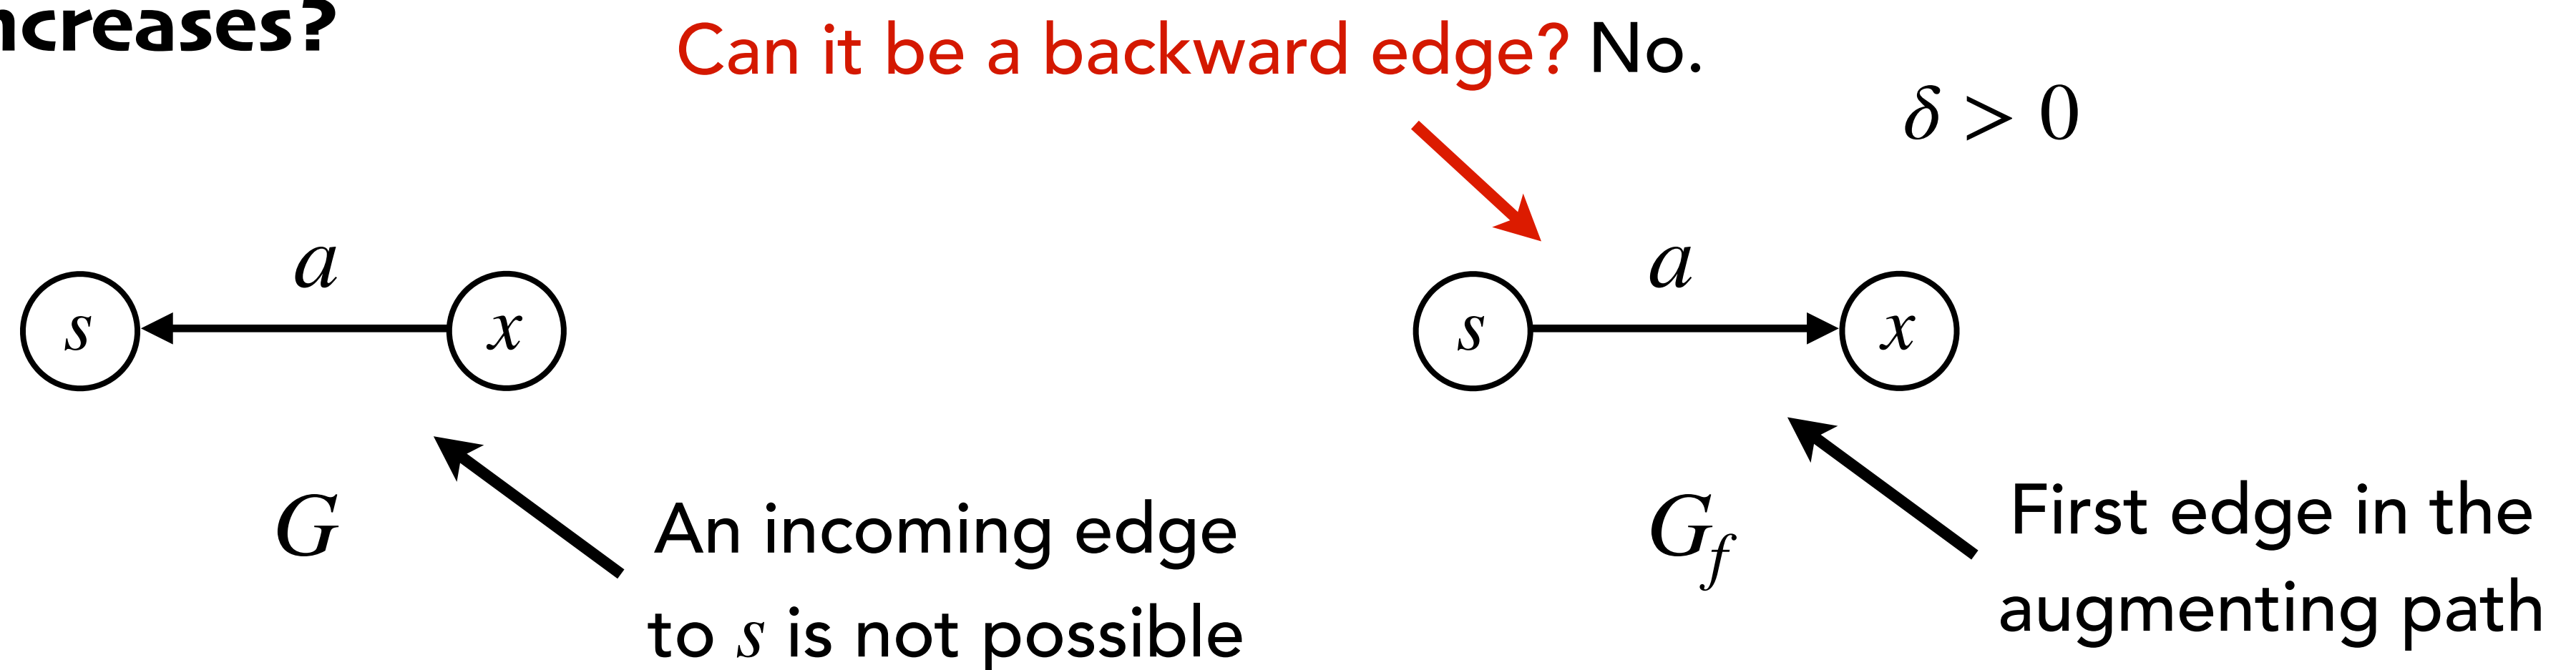 ncreases?
Can it be a backward edge? No.
δ > 0
a
s
x
a
s
x
G
An incoming edge
to s is not possible
G_f
First edge in the
augmenting path